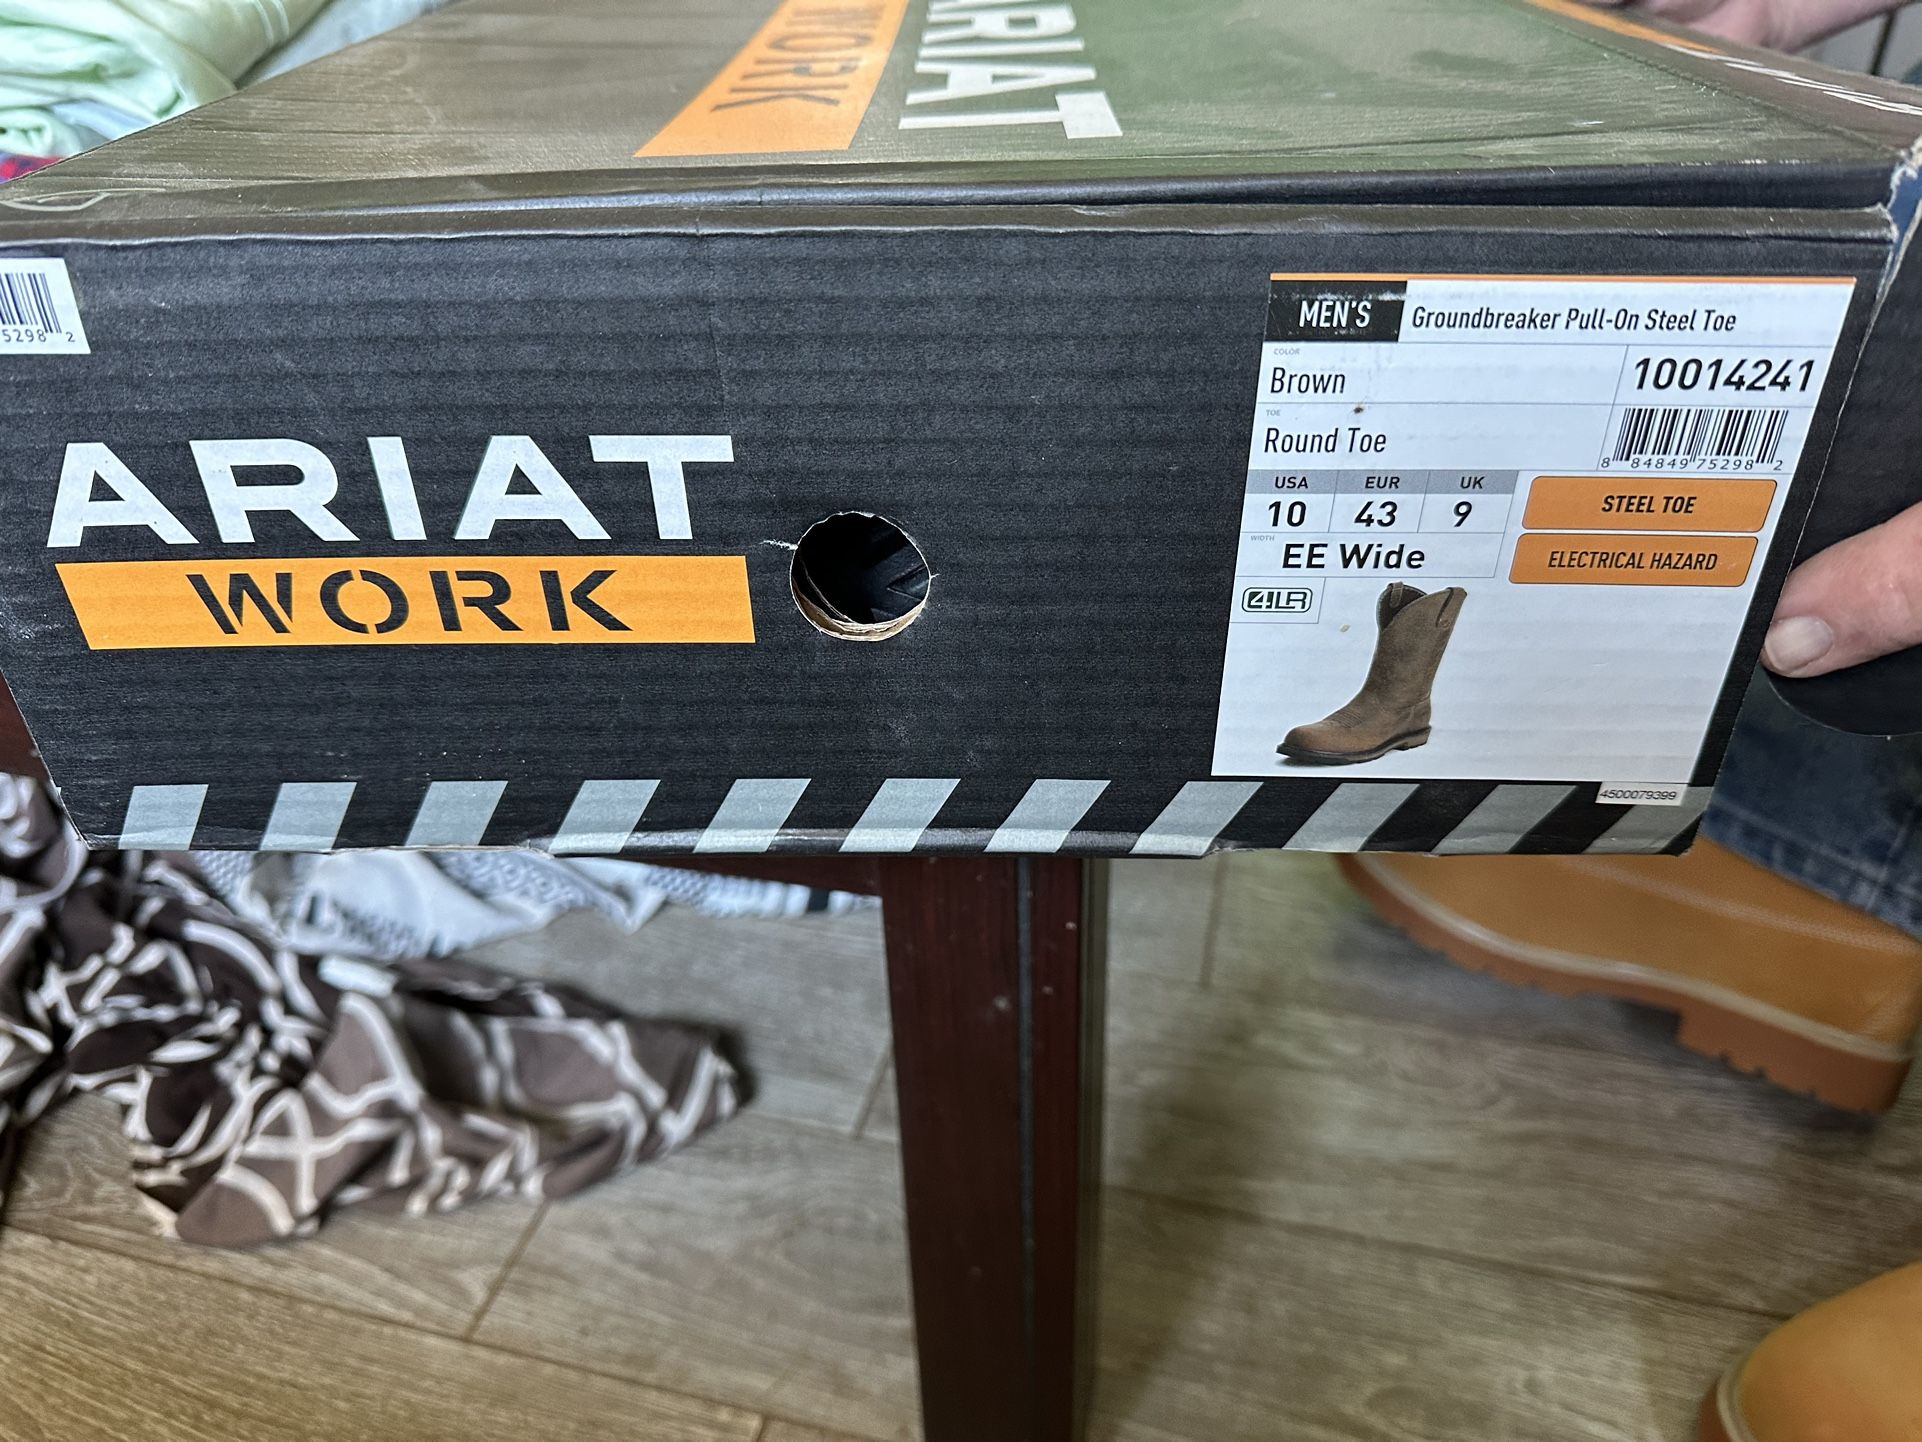 WORK
ARIAT
5298 2
ARIAT
WORK
MEN'S Groundbreaker Pull-On Steel Toe
COLOR
Brown 10014241
TOE
Round Toe
8 84849 75298 2
USA EUR UK
10 43 9
STEEL TOE
WIDTH
EE Wide
ELECTRICAL HAZARD
4LR
4500079399